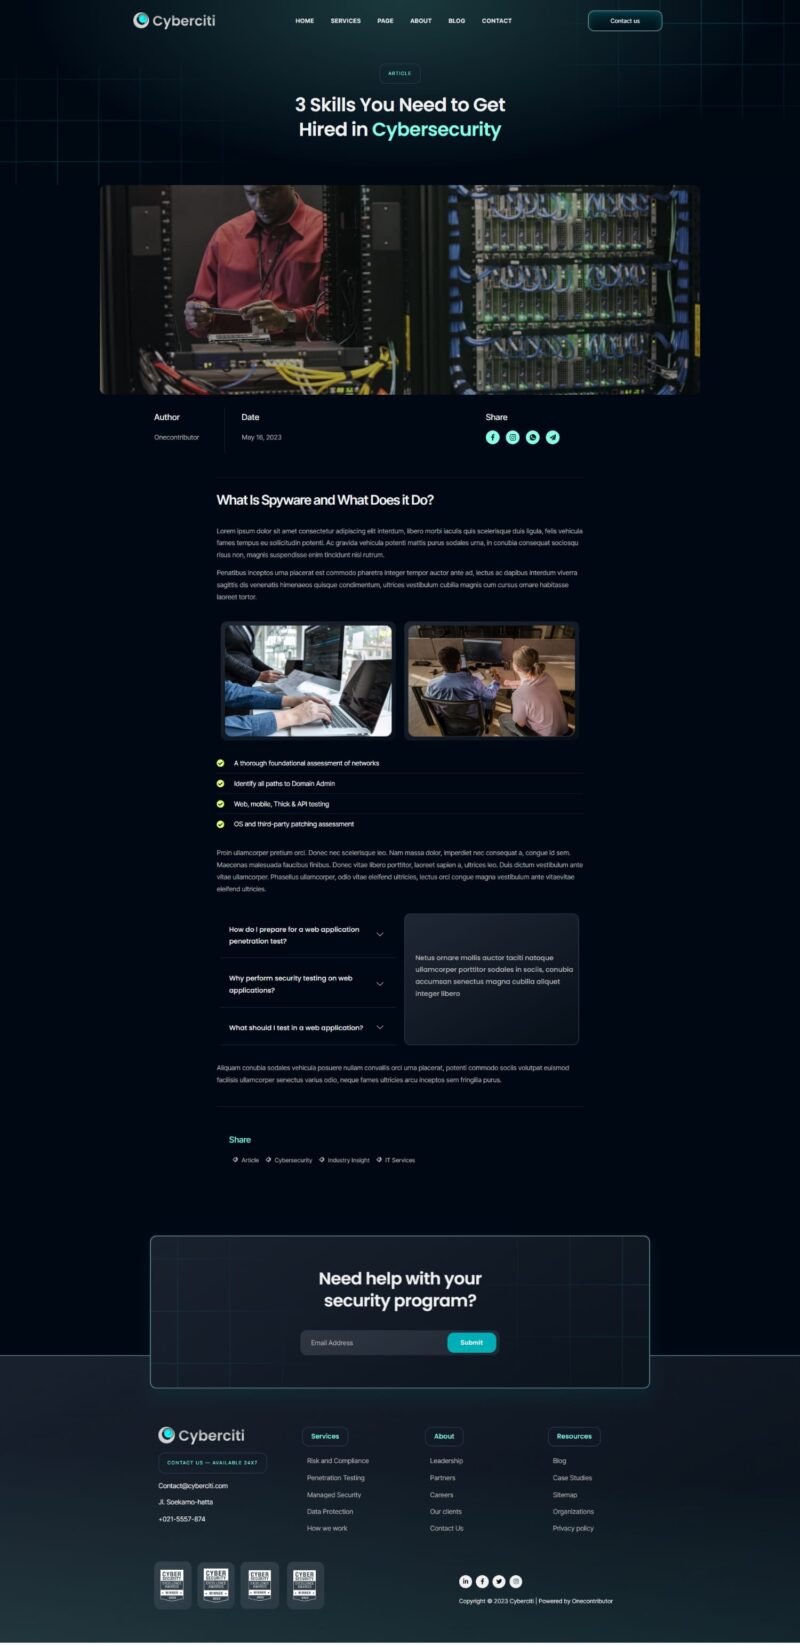 Cyberciti
HOME
SERVICES
PAGE
ABOUT
BLOG
CONTACT
Contact us
ARTICLE
3 Skills You Need to Get
Hired in Cybersecurity
Author
Date
Share
Onecontributor
May 16, 2023
What Is Spyware and What Does it Do?
Lorem ipsum dolor sit amet consectetur adipiscing elit interdum, libero morbi iaculis quis scelerisque duis ligula, felis vehicula
fames tempus eu sollicitudin potenti. Ac gravida vehicula potenti mattis purus sodales urna, in conubia consequat sociosqu
risus non, magnis suspendisse enim tincidunt nisl rutrum.
Penatibus inceptos urna placerat est commodo pharetra integer tempor auctor ante ad, lectus ac dapibus interdum viverra
sagittis dis venenatis himenaeos quisque condimentum, ultrices vestibulum cubilia magnis cum cursus ornare habitasse
laoreet tortor.
A thorough foundational assessment of networks
Identify all paths to Domain Admin
Web, mobile, Thick & API testing
OS and third-party patching assessment
Proin ullamcorper pretium orci. Donec nec scelerisque leo. Nam massa dolor, imperdiet nec consequat a, congue id sem.
Maecenas malesuada faucibus finibus. Donec vitae libero porttitor, laoreet sapien a, ultrices leo. Duis dictum vestibulum ante
vitae ullamcorper. Phasellus ullamcorper, odio vitae eleifend ultricies, lectus orci congue magna vestibulum ante vitaevitae
eleifend ultricies.
How do I prepare for a web application
penetration test?
Why perform security testing on web
applications?
What should I test in a web application?
Netus ornare mollis auctor taciti natoque
ullamcorper porttitor sodales in sociis, conubia
accumsan senectus magna cubilia aliquet
integer libero
Aliquam conubia sodales vehicula posuere nullam convallis orci urna placerat, potenti commodo sociis volutpat euismod
facilisis ullamcorper senectus varius odio, neque fames ultricies arcu inceptos sem fringilla purus.
Share
Article
Cybersecurity
Industry Insight
IT Services
Need help with your
security program?
Email Address
Submit
Cyberciti
CONTACT US — AVAILABLE 24X7
Contact@cyberciti.com
Jl. Soekarno-hatta
+021-5557-874
Services
Risk and Compliance
Penetration Testing
Managed Security
Data Protection
How we work
About
Leadership
Partners
Careers
Our clients
Contact Us
Resources
Blog
Case Studies
Sitemap
Organizations
Privacy policy
CYBER
SECURITY
EXCELLENCE
AWARDS
WINNER
CYBER
SECURITY
EXCELLENCE
AWARDS
WINNER
CYBER
SECURITY
EXCELLENCE
AWARDS
WINNER
CYBER
SECURITY
EXCELLENCE
AWARDS
WINNER
Copyright © 2023 Cyberciti | Powered by Onecontributor